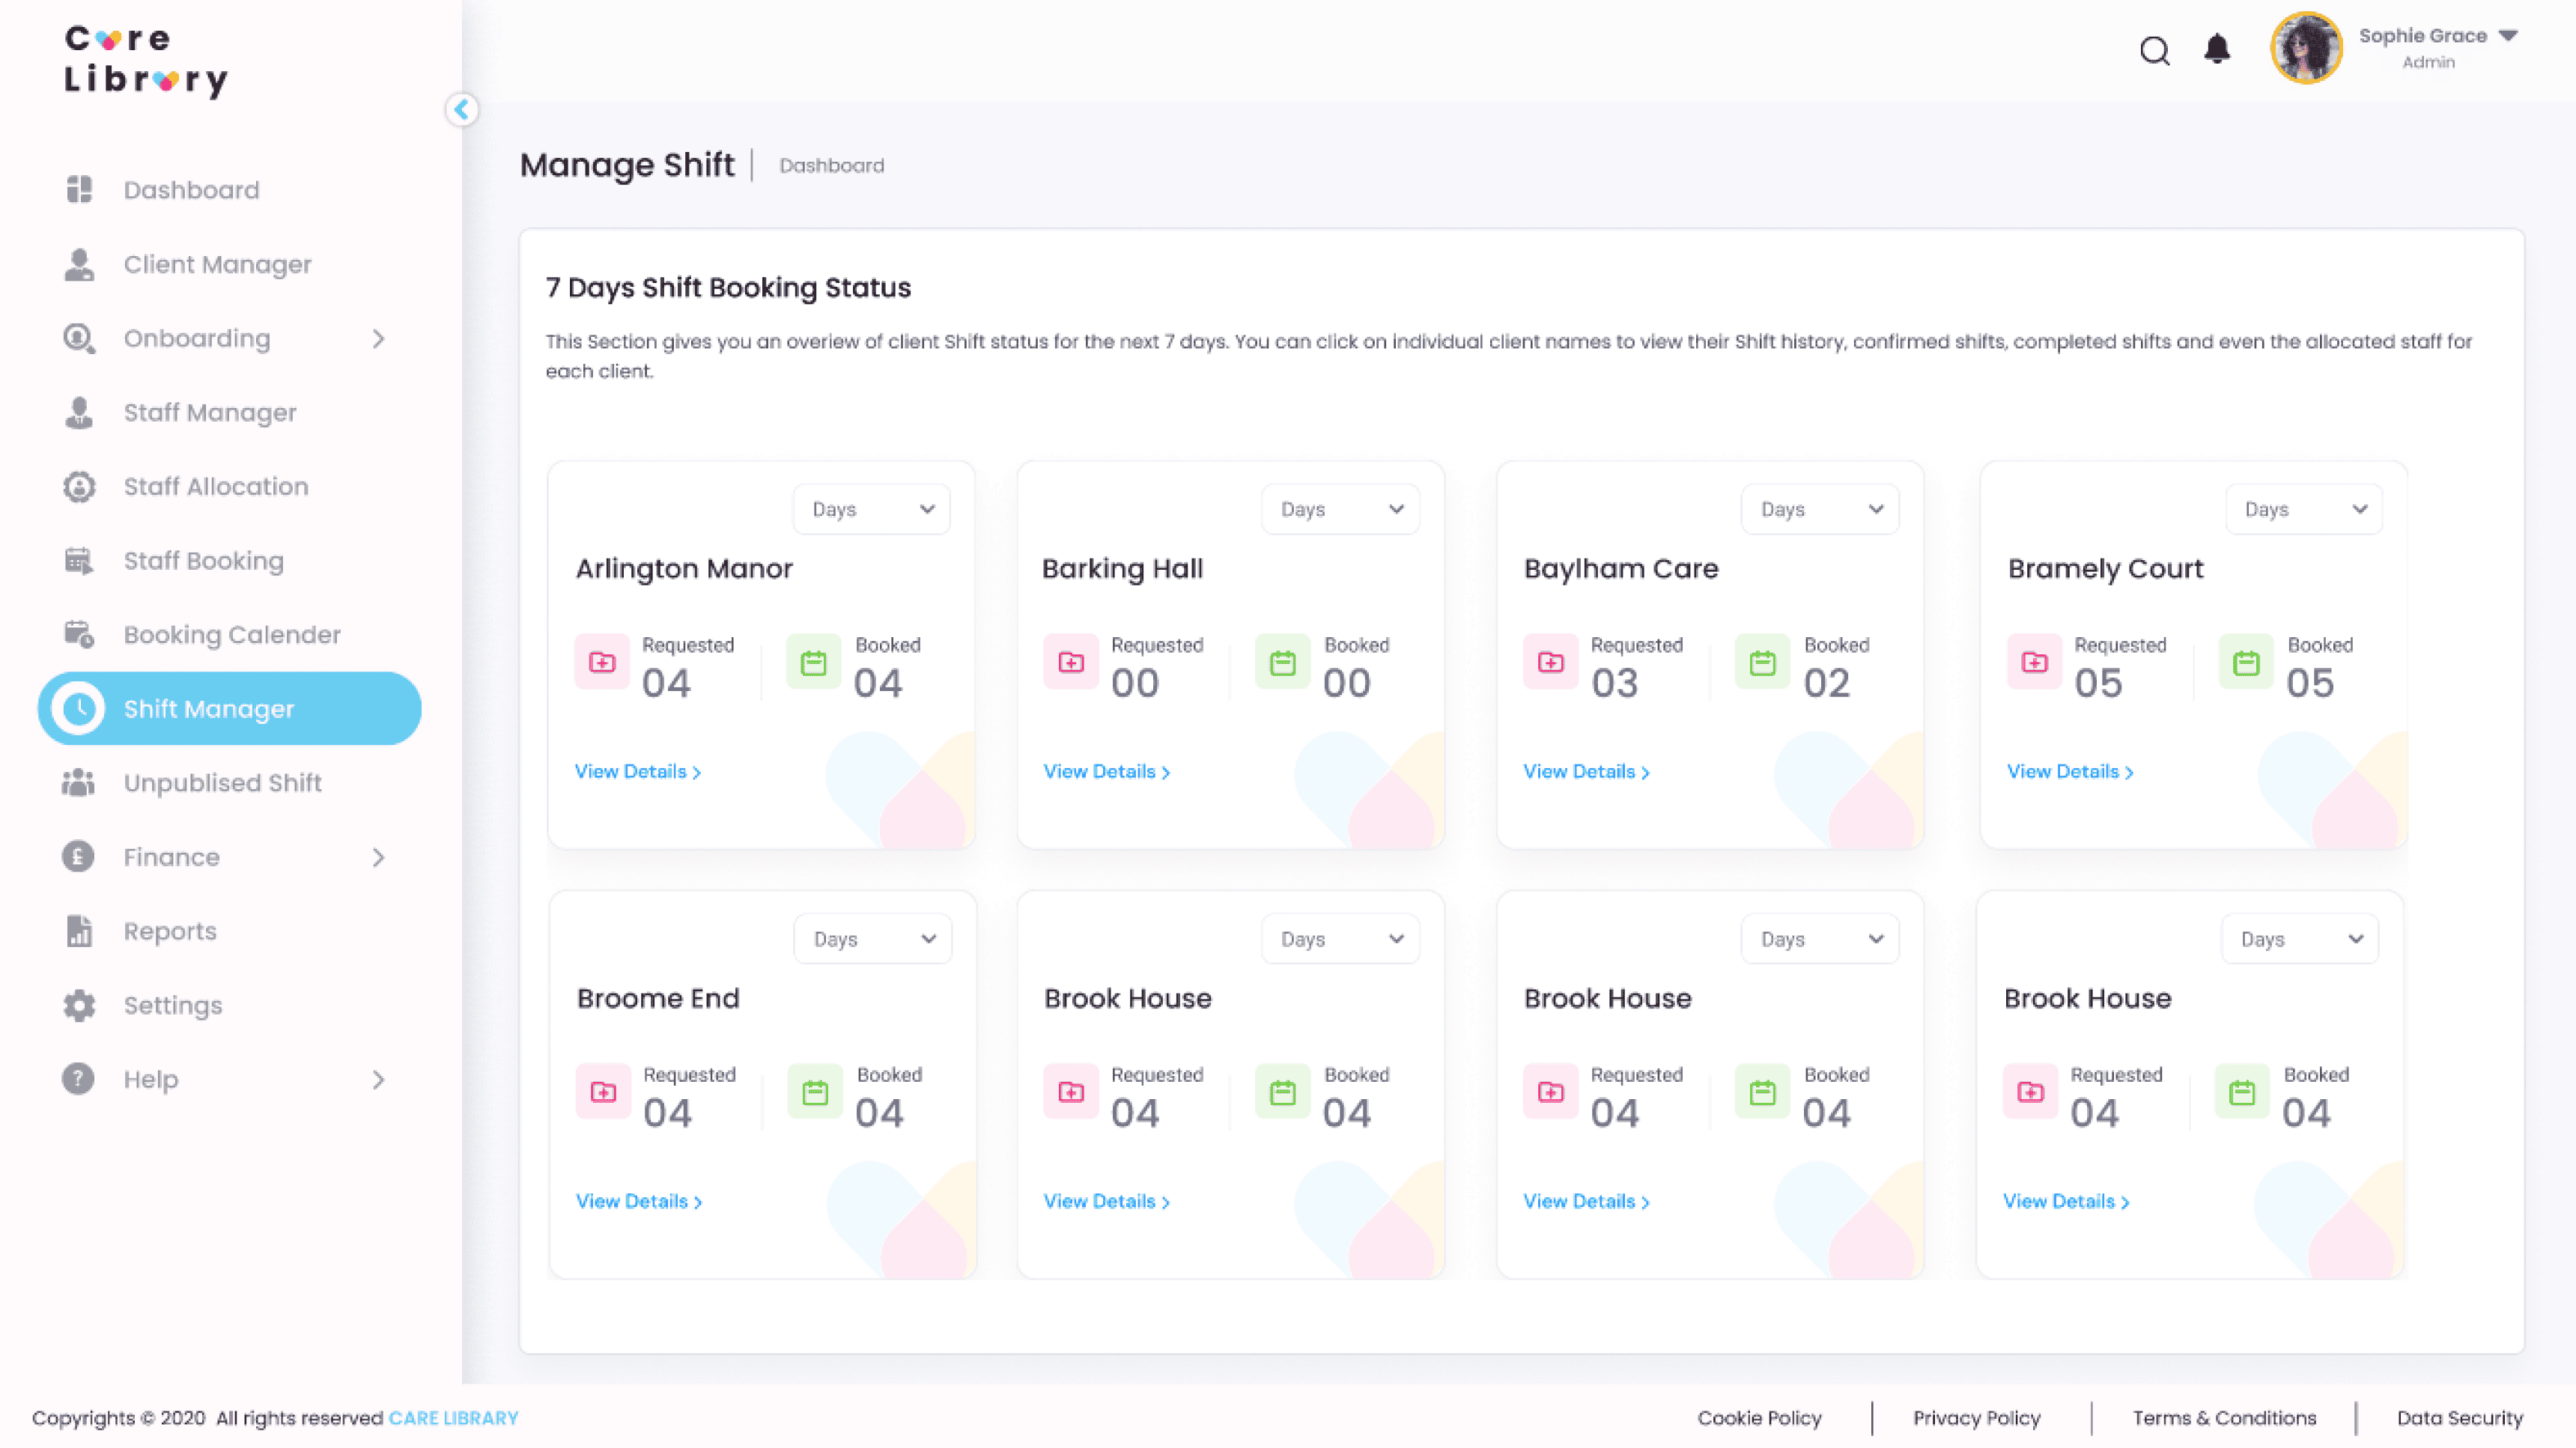 Care
Library
Sophie Grace
Admin
Manage Shift
Dashboard
Dashboard
Client Manager
Onboarding
Staff Manager
Staff Allocation
Staff Booking
Booking Calender
Shift Manager
Unpublised Shift
Finance
Reports
Settings
Help
7 Days Shift Booking Status
This Section gives you an overiew of client Shift status for the next 7 days. You can click on individual client names to view their Shift history, confirmed shifts, completed shifts and even the allocated staff for
each client.
Days
Arlington Manor
Requested Booked
04 04
View Details
Days
Barking Hall
Requested Booked
00 00
View Details
Days
Baylham Care
Requested Booked
03 02
View Details
Days
Bramely Court
Requested Booked
05 05
View Details
Days
Broome End
Requested Booked
04 04
View Details
Days
Brook House
Requested Booked
04 04
View Details
Days
Brook House
Requested Booked
04 04
View Details
Days
Brook House
Requested Booked
04 04
View Details
Copyrights © 2020 All rights reserved CARE LIBRARY
Cookie Policy
Privacy Policy
Terms & Conditions
Data Security